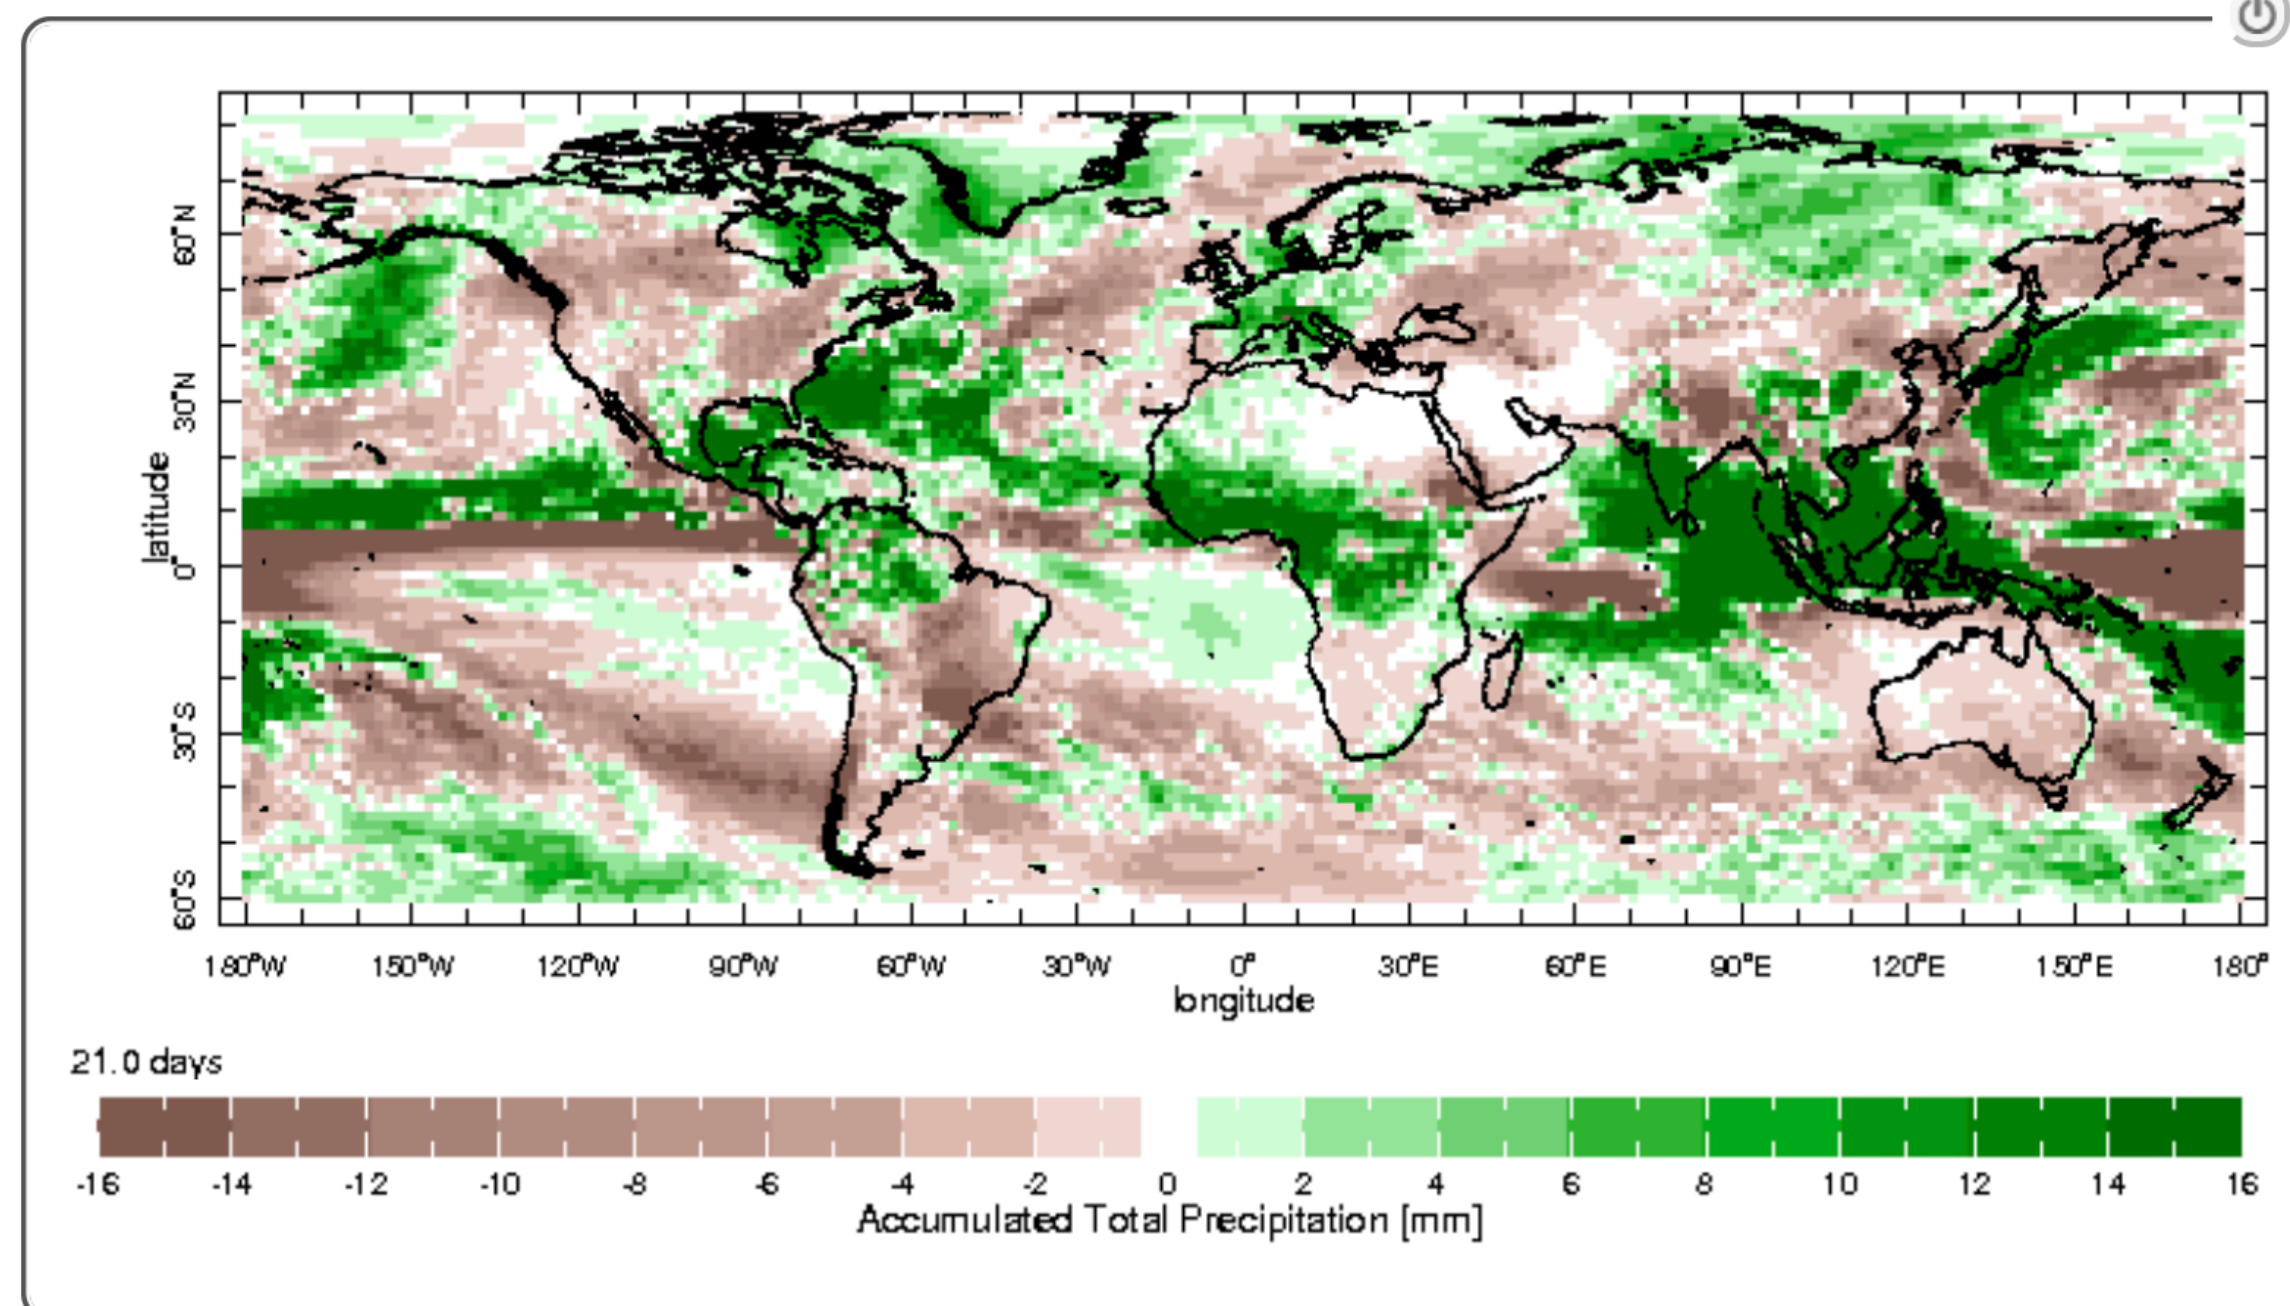 60°N
30°N
0°
30°S
60°S
latitude
180°W 150°W 120°W 90°W 60°W 30°W 0° 30°E 60°E 90°E 120°E 150°E 180°
longitude
21.0 days
-16 -14 -12 -10 -8 -6 -4 -2 0 2 4 6 8 10 12 14 16
Accumulated Total Precipitation [mm]